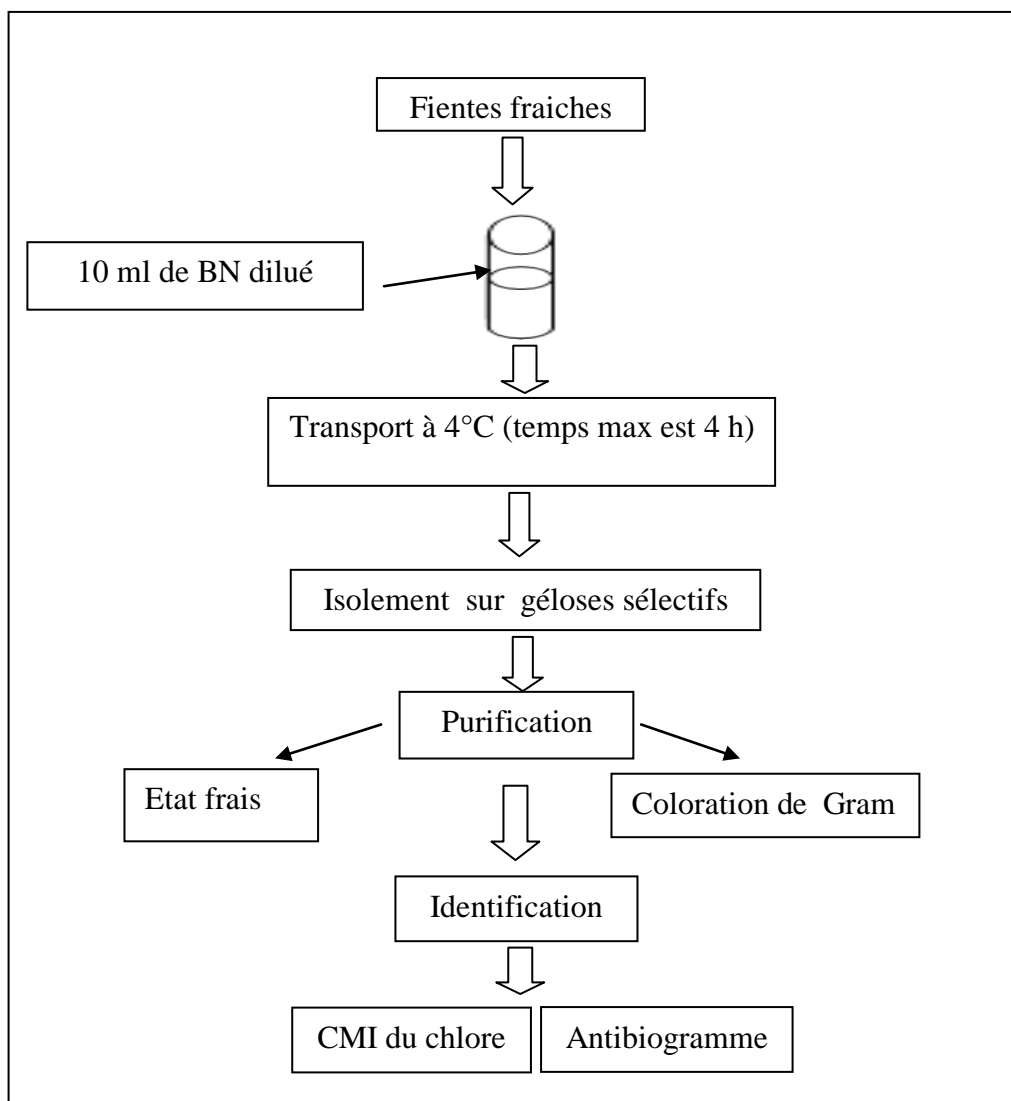 Fientes fraiches
10 ml de BN dilué
Transport à 4°C (temps max est 4 h)
Isolement sur géloses sélectifs
Purification
Etat frais
Coloration de Gram
Identification
CMI du chlore
Antibiogramme